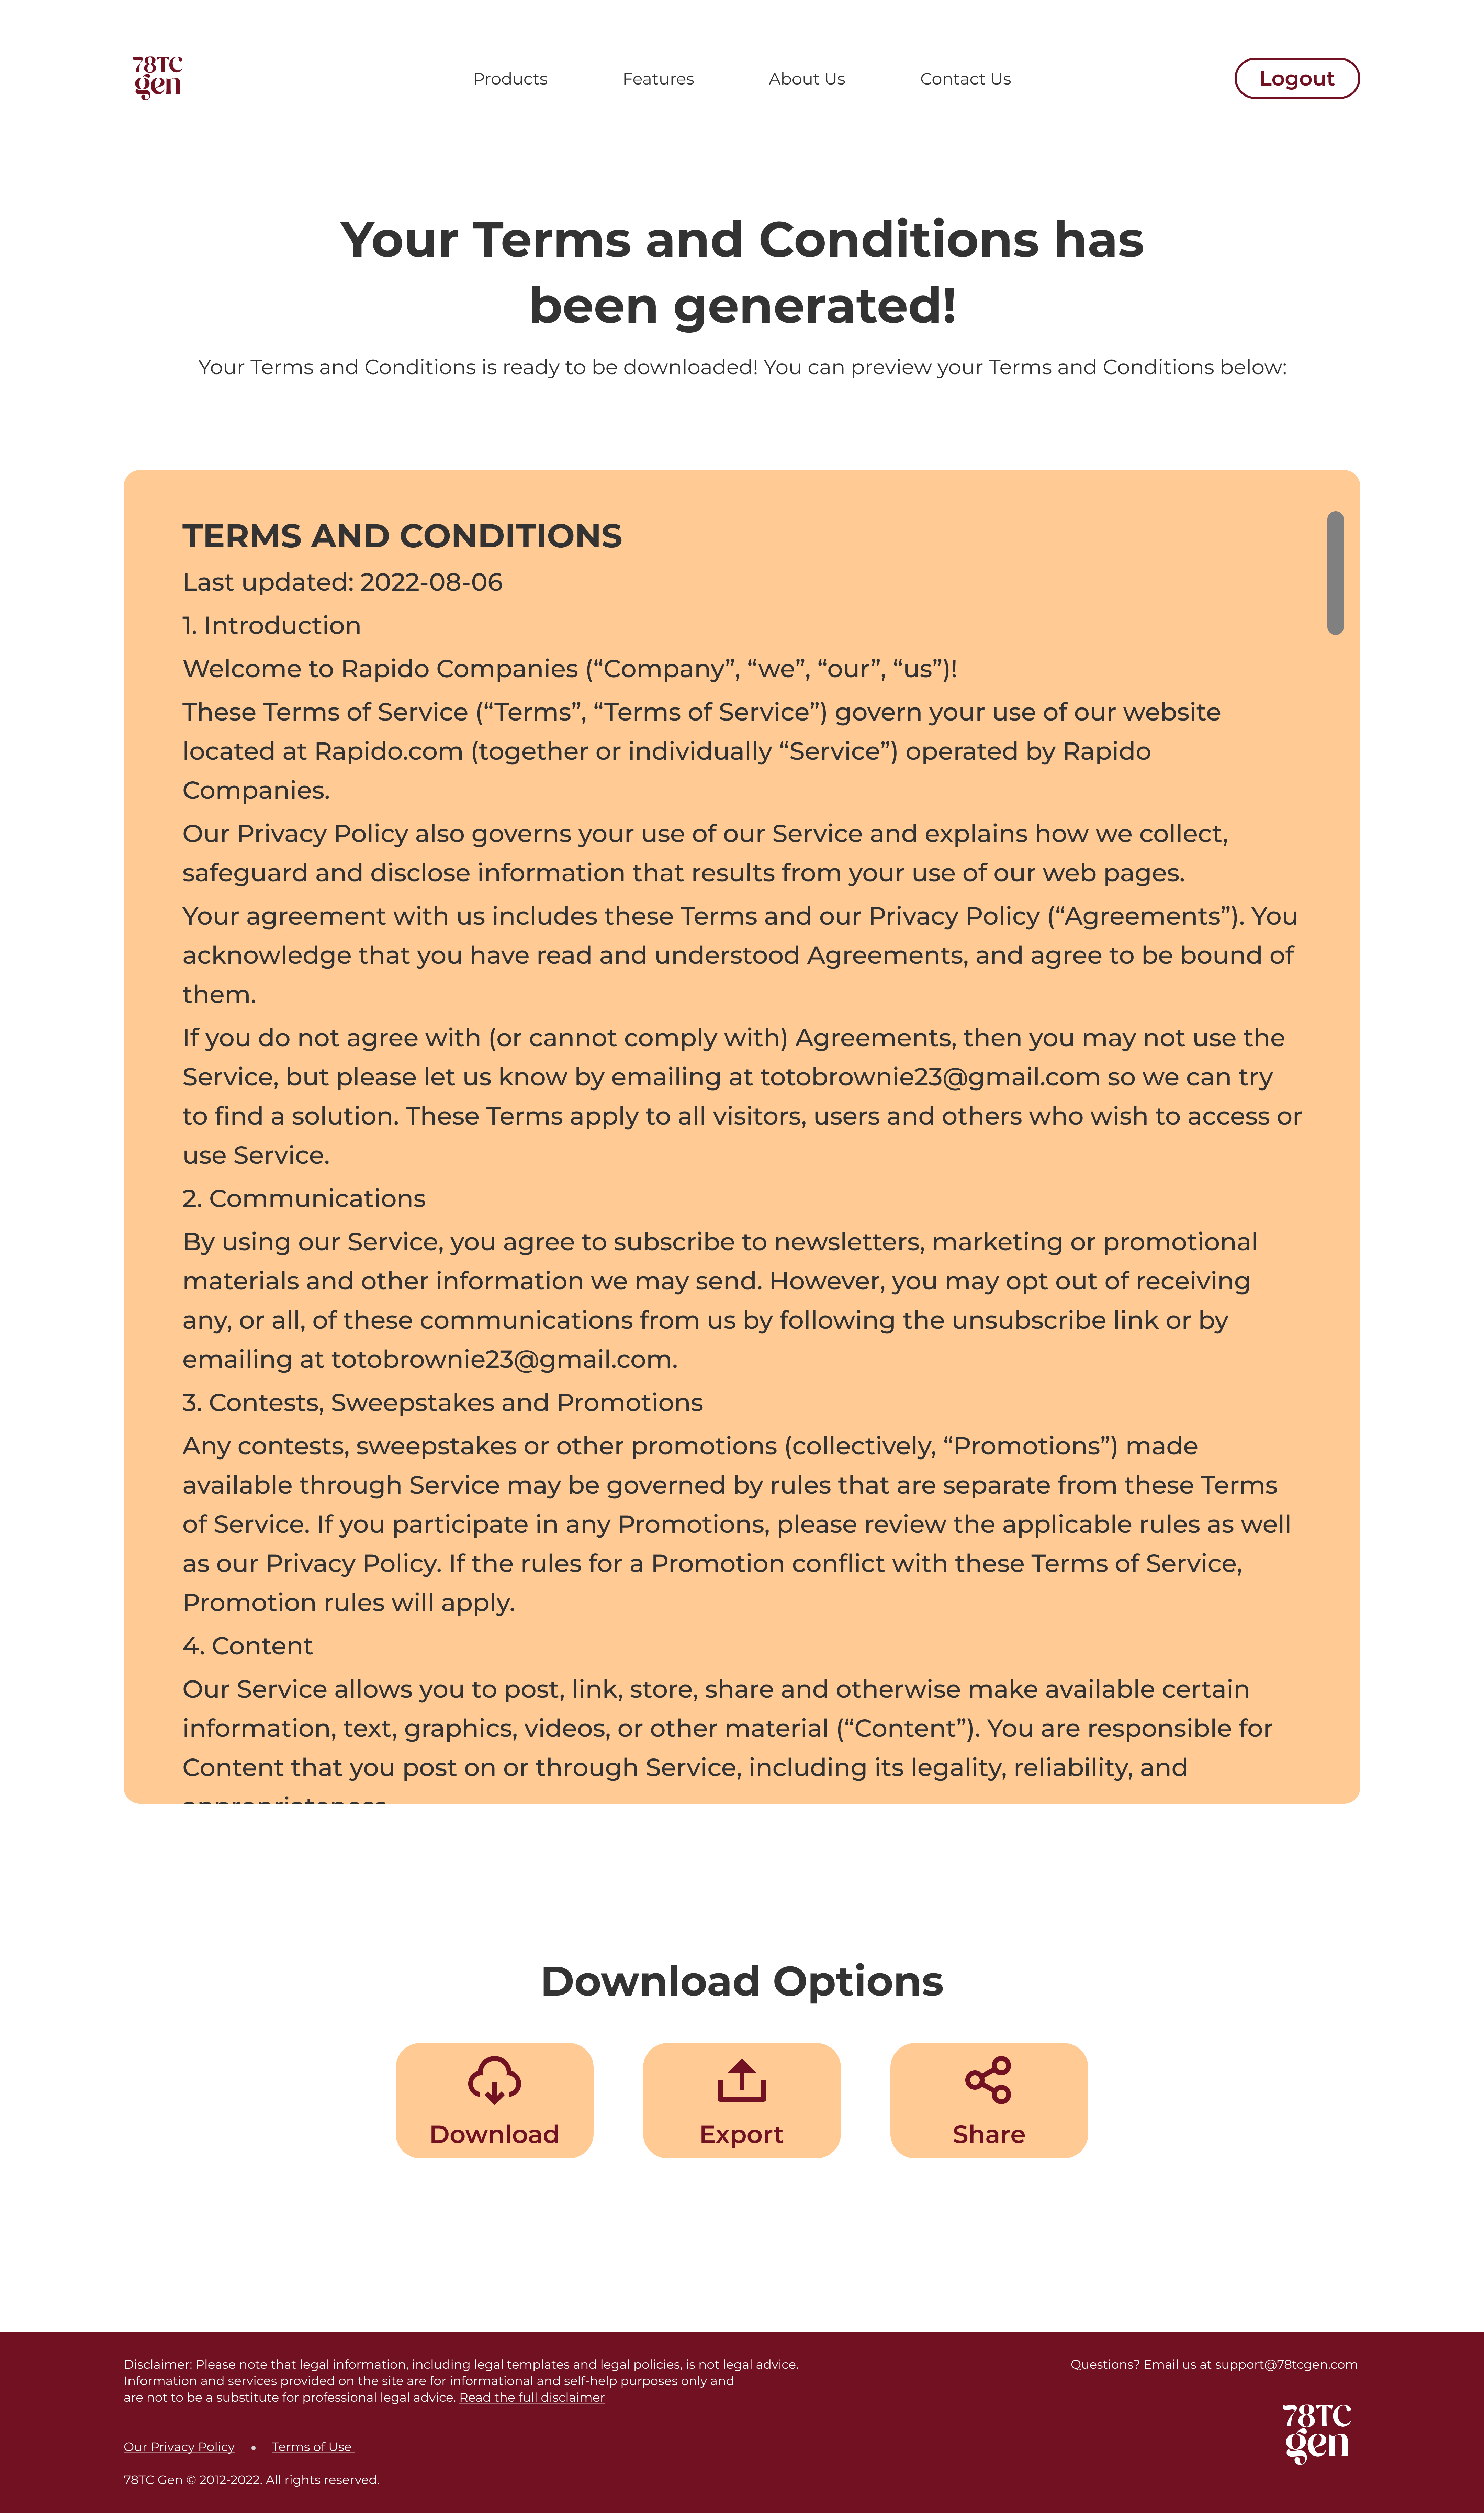 78TC
gen
Products
Features
About Us
Contact Us
Logout
Your Terms and Conditions has
been generated!
Your Terms and Conditions is ready to be downloaded! You can preview your Terms and Conditions below:
TERMS AND CONDITIONS
Last updated: 2022-08-06
1. Introduction
Welcome to Rapido Companies (“Company”, “we”, “our”, “us”)!
These Terms of Service (“Terms”, “Terms of Service”) govern your use of our website
located at Rapido.com (together or individually “Service”) operated by Rapido
Companies.
Our Privacy Policy also governs your use of our Service and explains how we collect,
safeguard and disclose information that results from your use of our web pages.
Your agreement with us includes these Terms and our Privacy Policy (“Agreements”). You
acknowledge that you have read and understood Agreements, and agree to be bound of
them.
If you do not agree with (or cannot comply with) Agreements, then you may not use the
Service, but please let us know by emailing at totobrownie23@gmail.com so we can try
to find a solution. These Terms apply to all visitors, users and others who wish to access or
use Service.
2. Communications
By using our Service, you agree to subscribe to newsletters, marketing or promotional
materials and other information we may send. However, you may opt out of receiving
any, or all, of these communications from us by following the unsubscribe link or by
emailing at totobrownie23@gmail.com.
3. Contests, Sweepstakes and Promotions
Any contests, sweepstakes or other promotions (collectively, “Promotions”) made
available through Service may be governed by rules that are separate from these Terms
of Service. If you participate in any Promotions, please review the applicable rules as well
as our Privacy Policy. If the rules for a Promotion conflict with these Terms of Service,
Promotion rules will apply.
4. Content
Our Service allows you to post, link, store, share and otherwise make available certain
information, text, graphics, videos, or other material (“Content”). You are responsible for
Content that you post on or through Service, including its legality, reliability, and
Download Options
Download
Export
Share
Disclaimer: Please note that legal information, including legal templates and legal policies, is not legal advice.
Information and services provided on the site are for informational and self-help purposes only and
are not to be a substitute for professional legal advice. Read the full disclaimer
Questions? Email us at support@78tcgen.com
78TC
gen
Our Privacy Policy • Terms of Use
78TC Gen © 2012-2022. All rights reserved.